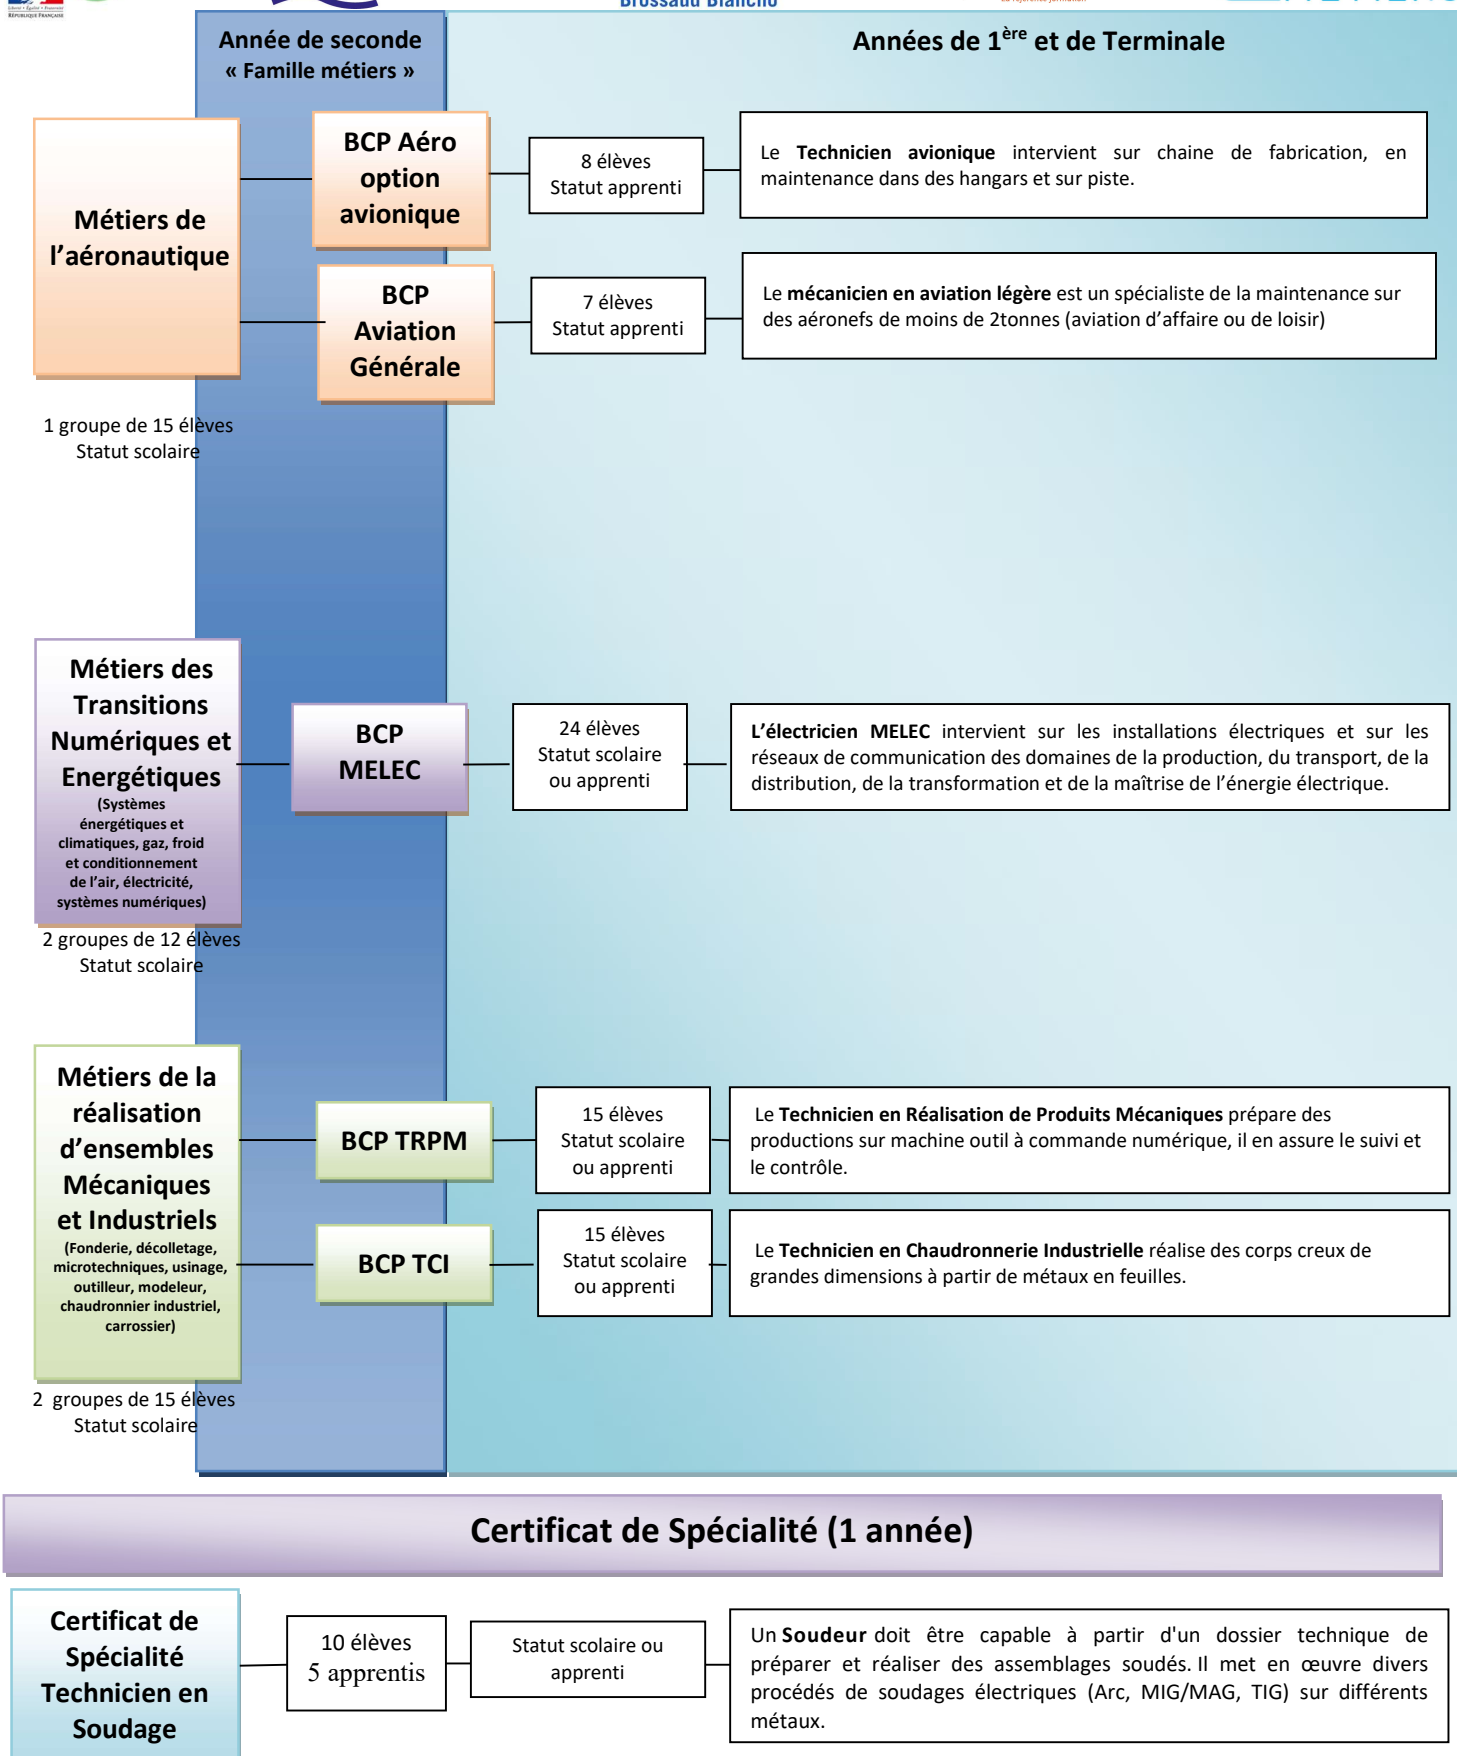 Liberté • Égalité • Fraternité
RÉPUBLIQUE FRANÇAISE
Brossaud Blancho
Année de seconde
« Famille métiers »
Années de 1ère et de Terminale
Métiers de
l’aéronautique
BCP Aéro
option
avionique
8 élèves
Statut apprenti
Le Technicien avionique intervient sur chaine de fabrication, en
maintenance dans des hangars et sur piste.
BCP
Aviation
Générale
7 élèves
Statut apprenti
Le mécanicien en aviation légère est un spécialiste de la maintenance sur
des aéronefs de moins de 2tonnes (aviation d’affaire ou de loisir)
1 groupe de 15 élèves
Statut scolaire
Métiers des
Transitions
Numériques et
Energétiques
(Systèmes
énergétiques et
climatiques, gaz, froid
et conditionnement
de l’air, électricité,
systèmes numériques)
BCP
MELEC
24 élèves
Statut scolaire
ou apprenti
L’électricien MELEC intervient sur les installations électriques et sur les
réseaux de communication des domaines de la production, du transport, de la
distribution, de la transformation et de la maîtrise de l’énergie électrique.
2 groupes de 12 élèves
Statut scolaire
Métiers de la
réalisation
d’ensembles
Mécaniques
et Industriels
(Fonderie, décolletage,
microtechniques, usinage,
outilleur, modeleur,
chaudronnier industriel,
carrossier)
BCP TRPM
15 élèves
Statut scolaire
ou apprenti
Le Technicien en Réalisation de Produits Mécaniques prépare des
productions sur machine outil à commande numérique, il en assure le suivi et
le contrôle.
BCP TCI
15 élèves
Statut scolaire
ou apprenti
Le Technicien en Chaudronnerie Industrielle réalise des corps creux de
grandes dimensions à partir de métaux en feuilles.
2 groupes de 15 élèves
Statut scolaire
Certificat de Spécialité (1 année)
Certificat de
Spécialité
Technicien en
Soudage
10 élèves
5 apprentis
Statut scolaire ou
apprenti
Un Soudeur doit être capable à partir d'un dossier technique de
préparer et réaliser des assemblages soudés. Il met en œuvre divers
procédés de soudages électriques (Arc, MIG/MAG, TIG) sur différents
métaux.